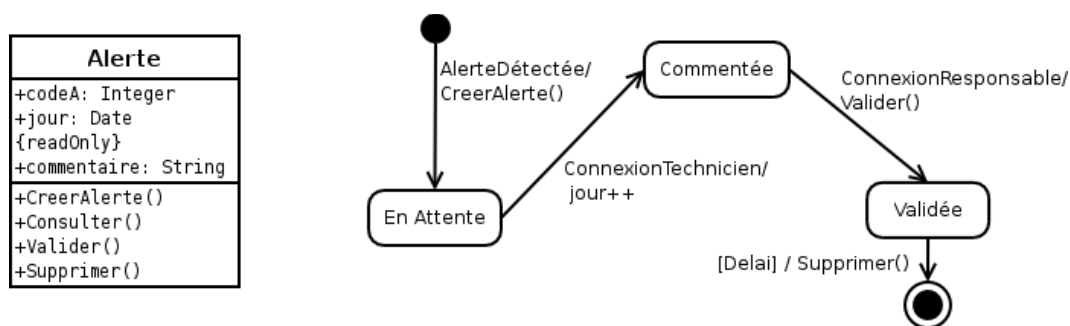 Alerte
+codeA: Integer
+jour: Date
{readOnly}
+commentaire: String
+CreerAlerte()
+Consulter()
+Valider()
+Supprimer()
AlerteDétectée/
CreerAlerte()
En Attente
ConnexionTechnicien/
jour++
Commentée
ConnexionResponsable/
Valider()
Validée
[Delai] / Supprimer()